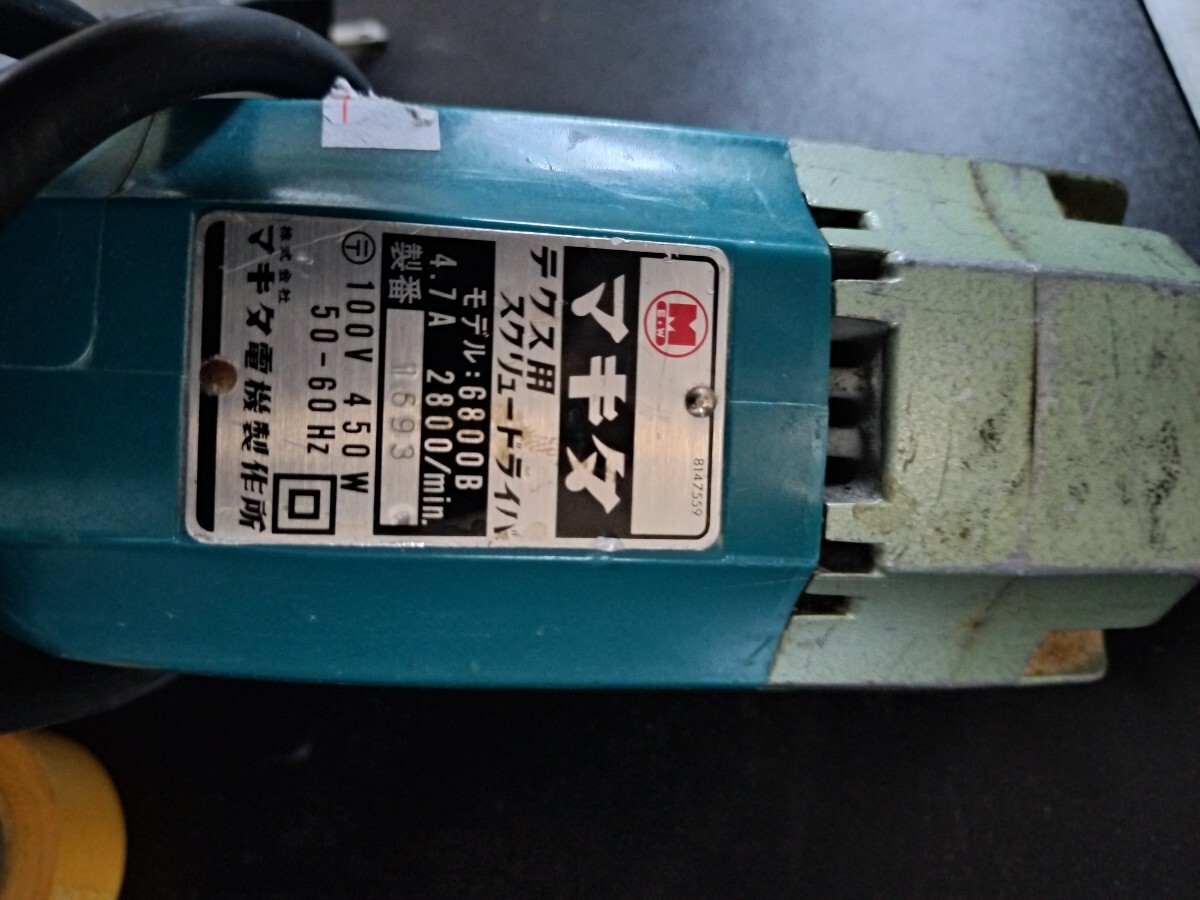 M
E.W
8147559
マキタ
テクス用
スクリュードライバ
モデル:6800B
4.7A 2800/min.
製番 16933
〒 100V 450W
50-60Hz
株式会社
マキタ電機製作所